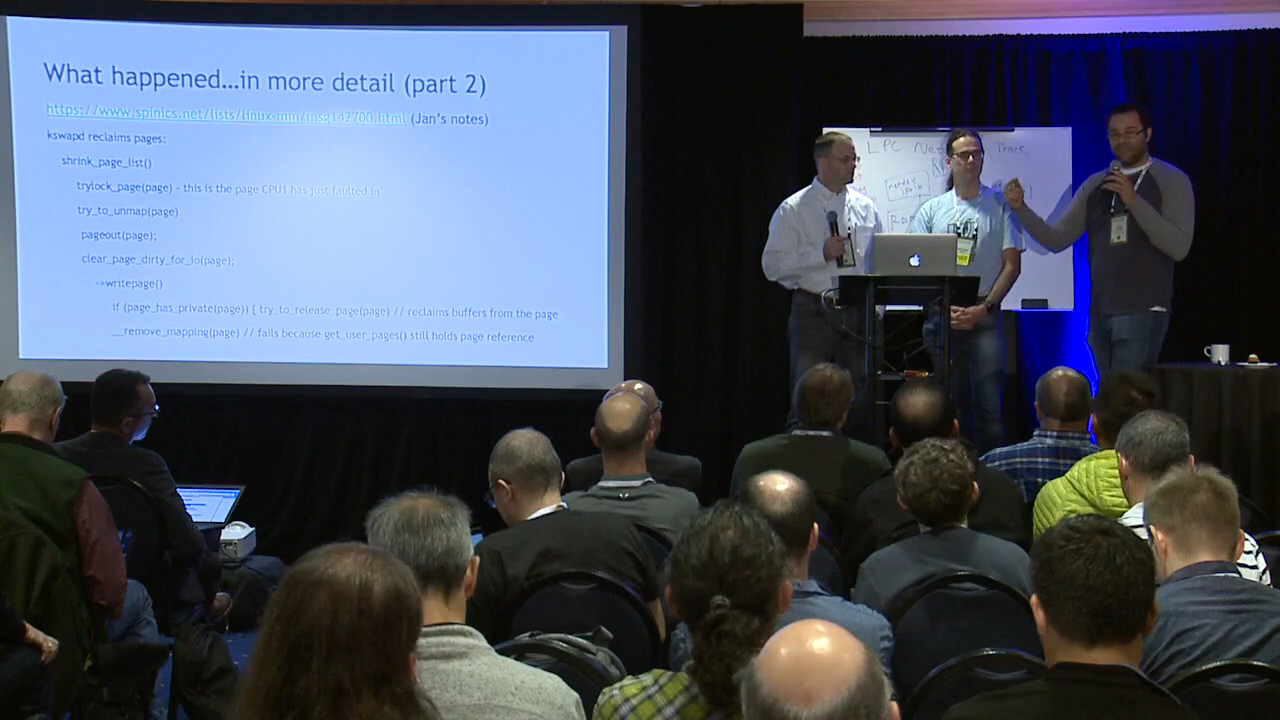 What happened...in more detail (part 2)
https://www.spinics.net/lists/linux-mm/msg142700.html (Jan's notes)
kswapd reclaims pages:
shrink_page_list()
trylock_page(page) - this is the page CPU1 has just faulted in
try_to_unmap(page)
pageout(page);
clear_page_dirty_for_io(page);
->writepage()
if (page_has_private(page)) { try_to_release_page(page) // reclaims buffers from the page
__remove_mapping(page) // fails because get_user_pages() still holds page reference
LPC
Track